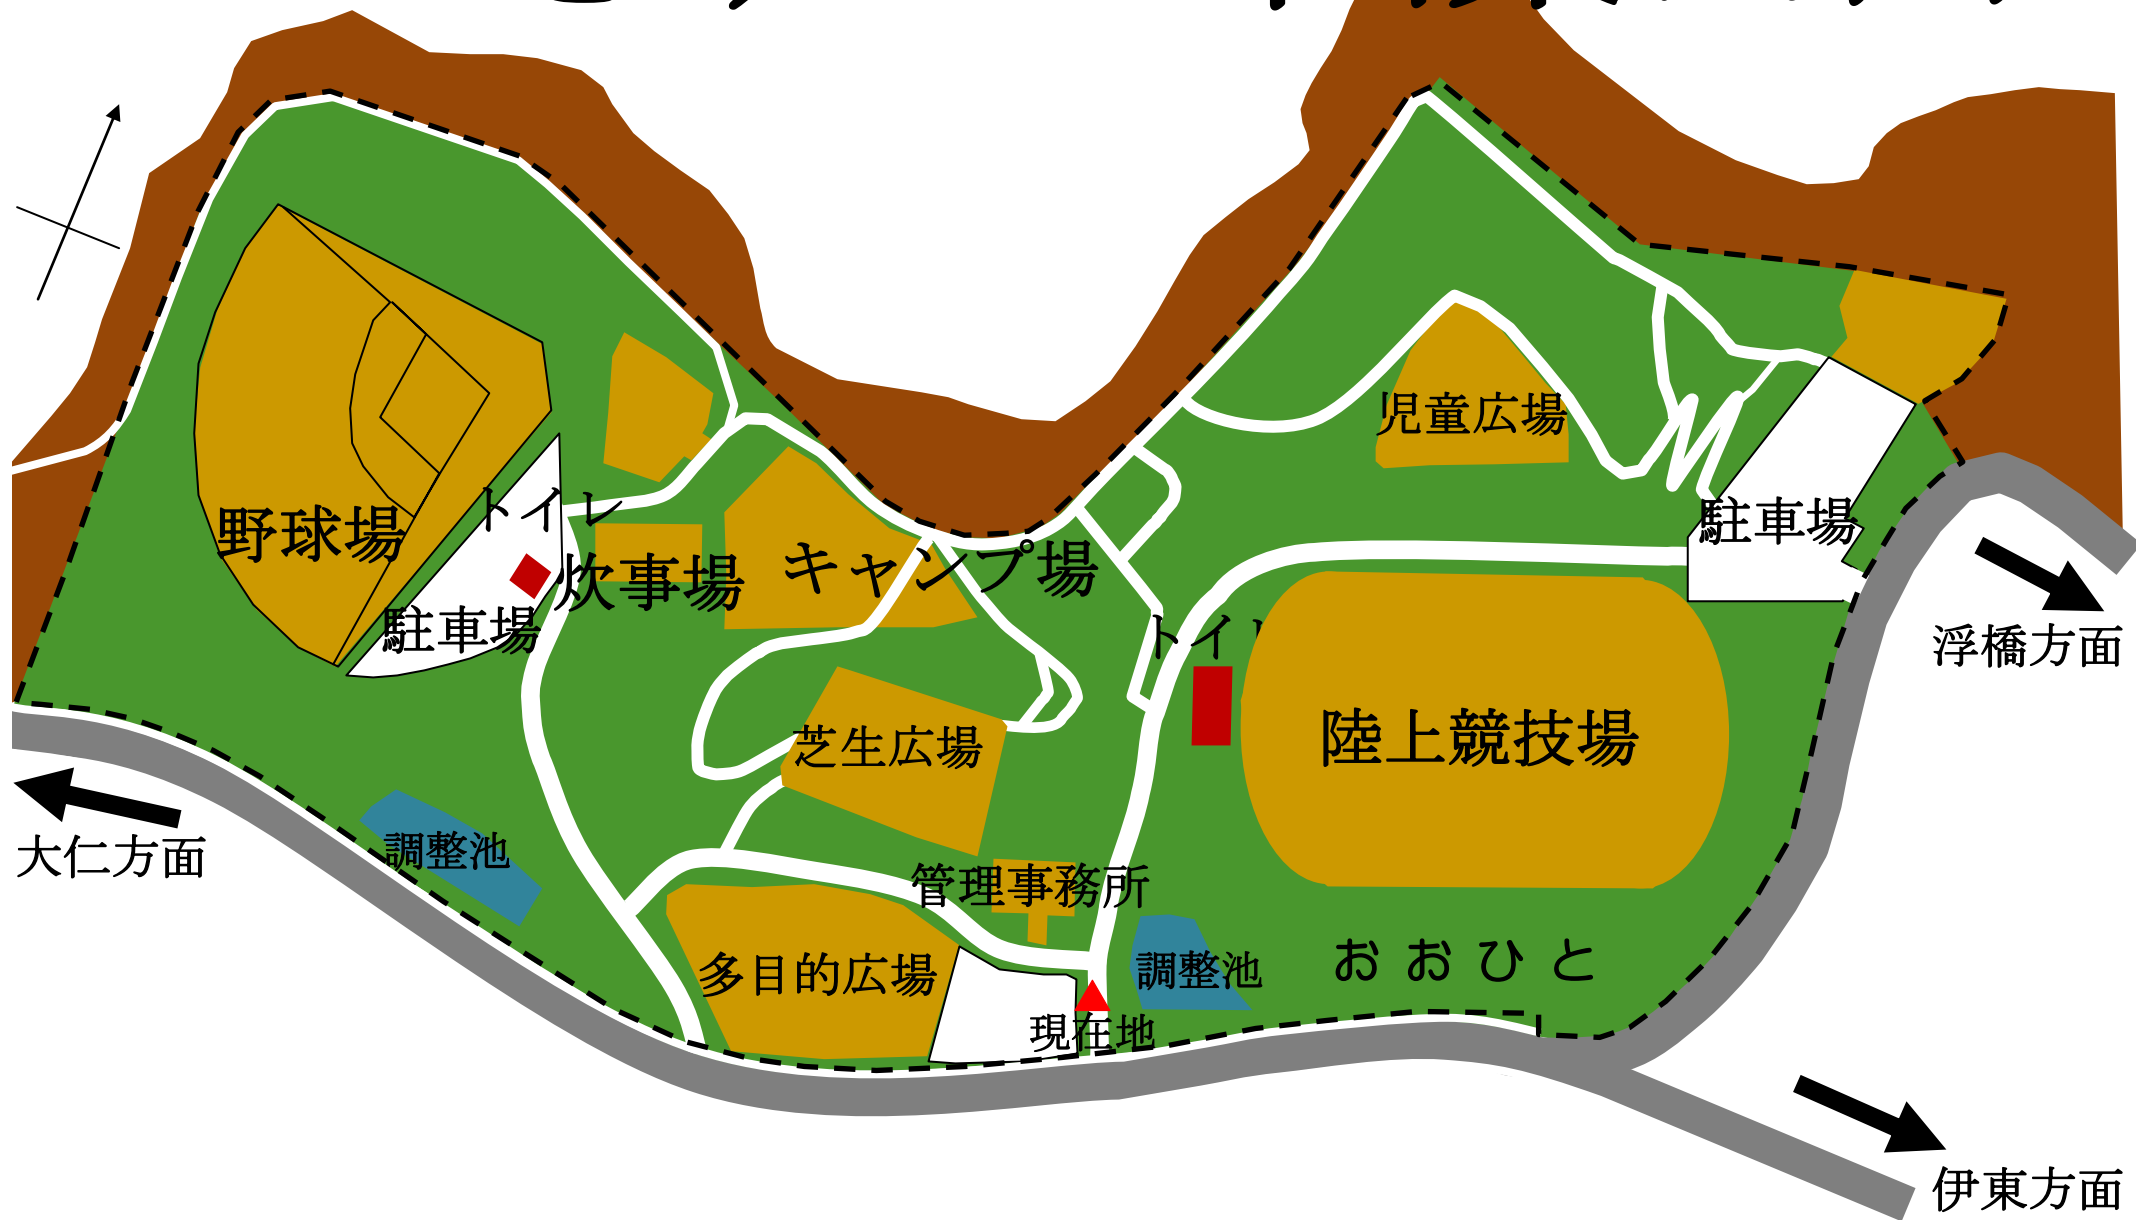 児童広場
トイレ
駐車場
野球場
炊事場
キャンプ場
駐車場
トイレ
浮橋方面
芝生広場
陸上競技場
調整池
大仁方面
管理事務所
多目的広場
調整池
おおひと
現在地
伊東方面